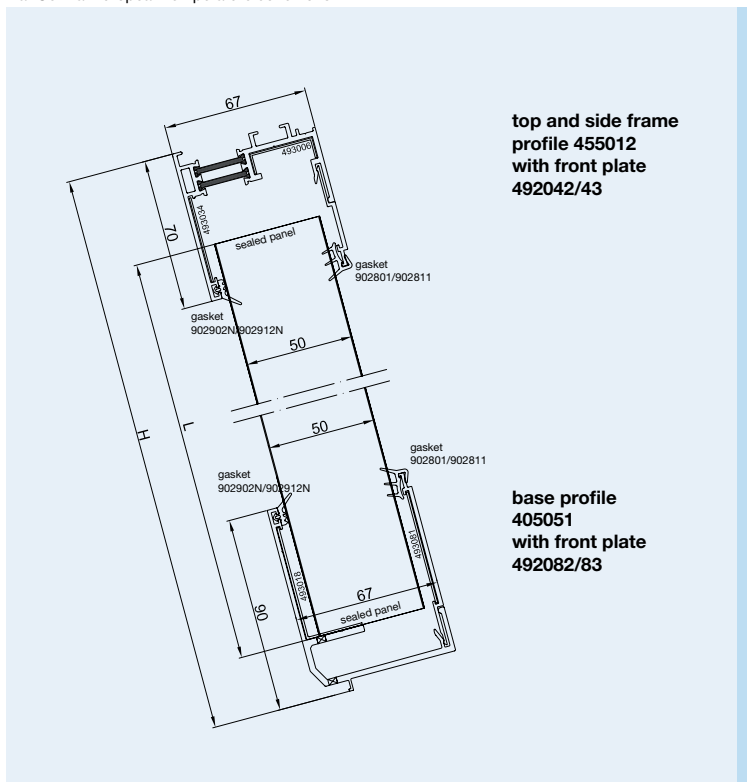 67
493006
70
493034
sealed panel
gasket
902801/902811
gasket
902902N/902912N
50
H
L
50
gasket
902801/902811
gasket
902902N/902912N
90
493018
67
493081
sealed panel
top and side frame
profile 455012
with front plate
492042/43
base profile
405051
with front plate
492082/83